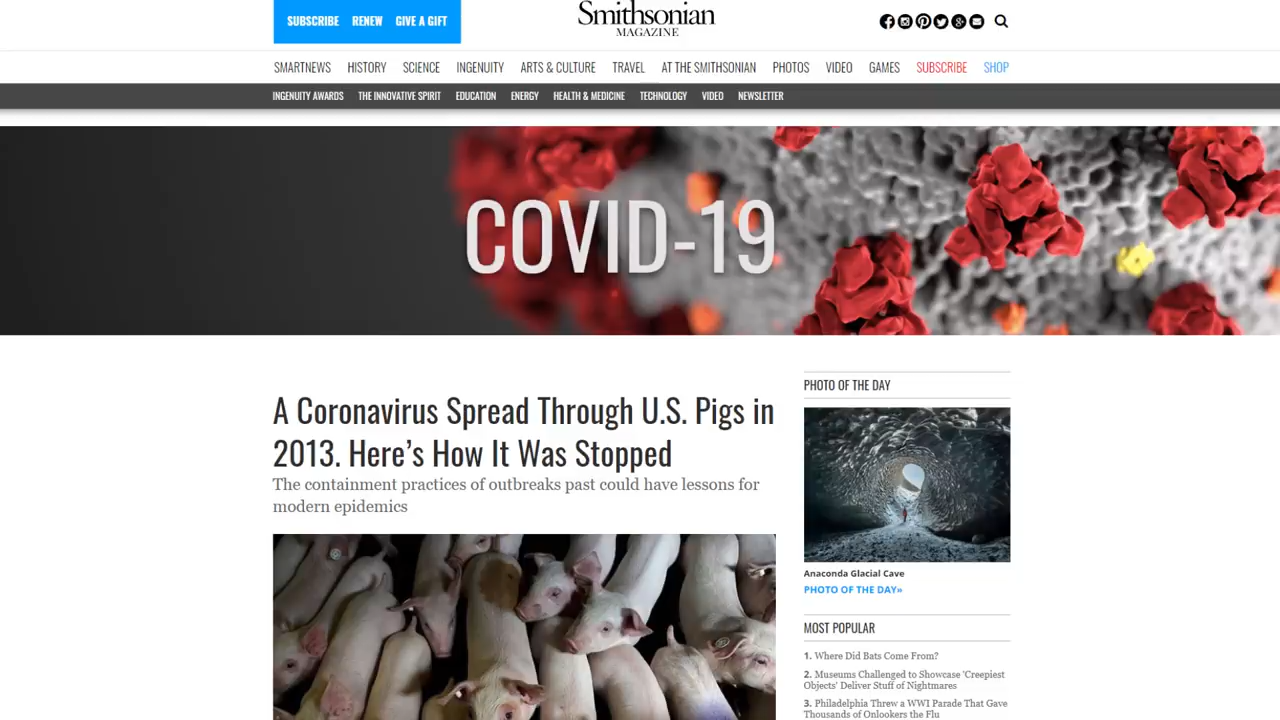 SUBSCRIBE RENEW GIVE A GIFT
Smithsonian
MAGAZINE
SMARTNEWS HISTORY SCIENCE INGENUITY ARTS & CULTURE TRAVEL AT THE SMITHSONIAN PHOTOS VIDEO GAMES SUBSCRIBE SHOP
INGENUITY AWARDS THE INNOVATIVE SPIRIT EDUCATION ENERGY HEALTH & MEDICINE TECHNOLOGY VIDEO NEWSLETTER
COVID-19
A Coronavirus Spread Through U.S. Pigs in
2013. Here's How It Was Stopped
The containment practices of outbreaks past could have lessons for
modern epidemics
PHOTO OF THE DAY
Anaconda Glacial Cave
PHOTO OF THE DAY»
MOST POPULAR
1. Where Did Bats Come From?
2. Museums Challenged to Showcase 'Creepiest
Objects' Deliver Stuff of Nightmares
3. Philadelphia Threw a WWI Parade That Gave
Thousands of Onlookers the Flu